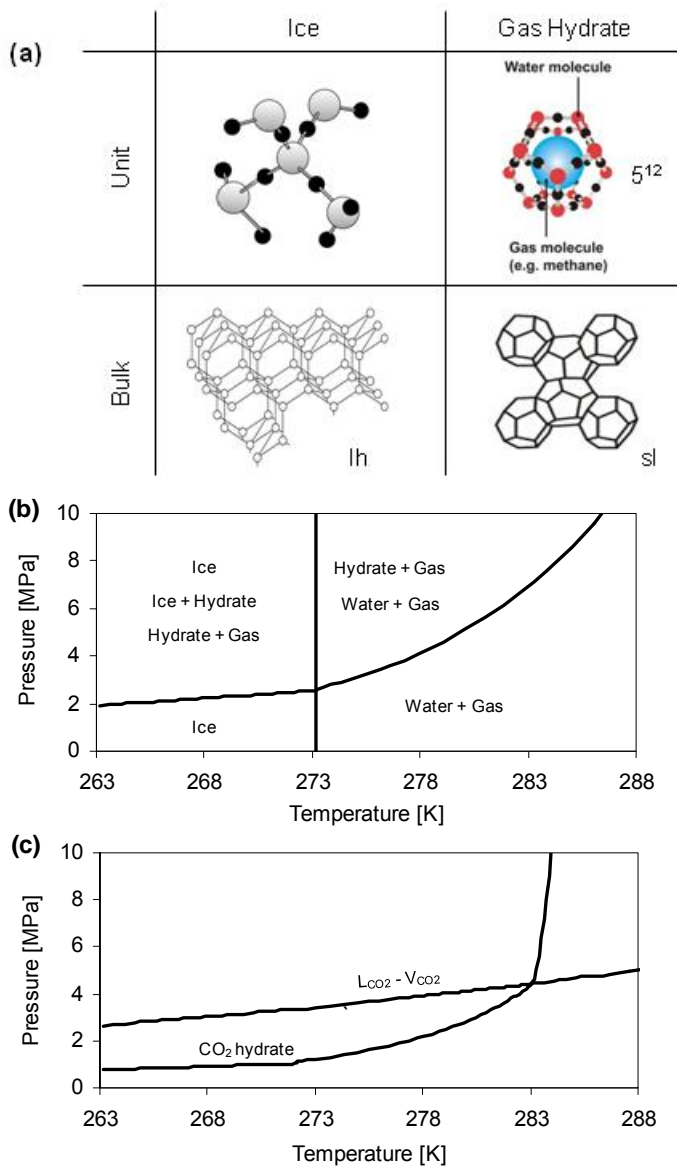 Ice
Gas Hydrate
(a)
Unit
Water molecule
5¹²
Gas molecule
(e.g. methane)
Bulk
Ih
sI
(b)
Pressure [MPa]
10
8
6
4
2
0
Ice
Ice + Hydrate
Hydrate + Gas
Ice
Hydrate + Gas
Water + Gas
Water + Gas
263 268 273 278 283 288
Temperature [K]
(c)
Pressure [MPa]
10
8
6
4
2
0
L_CO2 - V_CO2
CO₂ hydrate
263 268 273 278 283 288
Temperature [K]